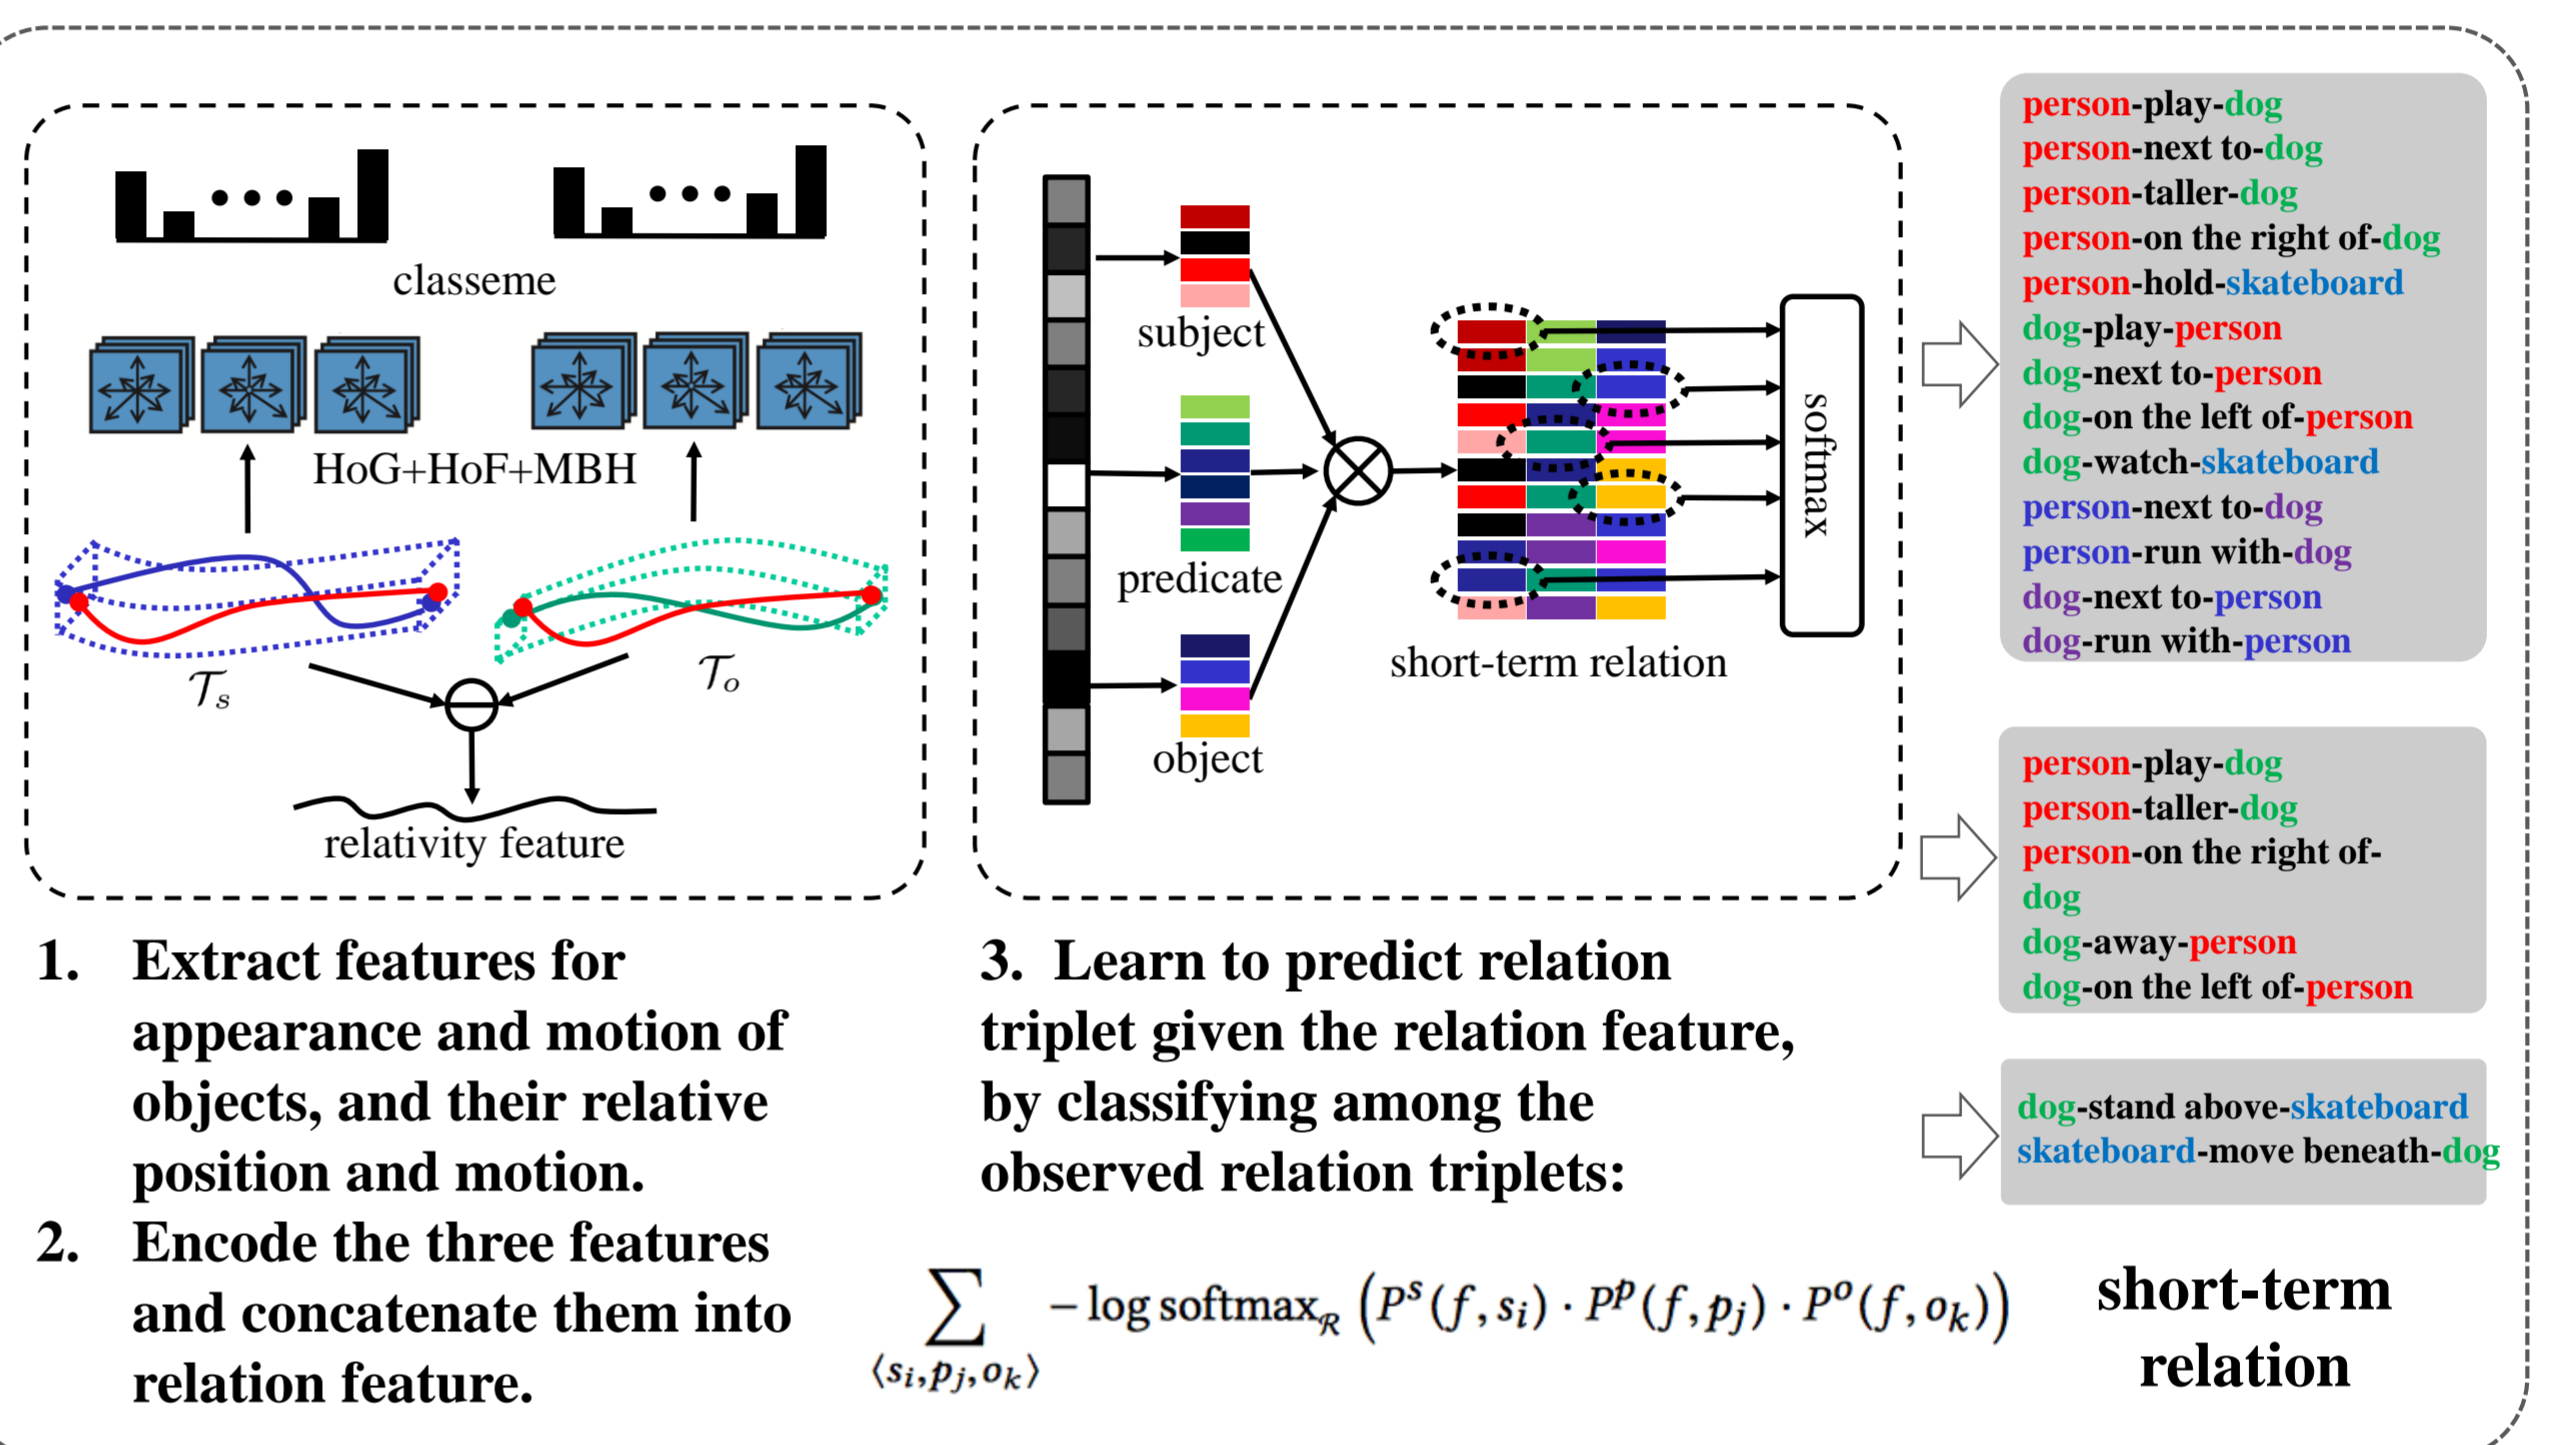 classeme
HoG+HoF+MBH
𝒯s
𝒯o
relativity feature
subject
predicate
object
short-term relation
softmax
person-play-dog
person-next to-dog
person-taller-dog
person-on the right of-dog
person-hold-skateboard
dog-play-person
dog-next to-person
dog-on the left of-person
dog-watch-skateboard
person-next to-dog
person-run with-dog
dog-next to-person
dog-run with-person
person-play-dog
person-taller-dog
person-on the right of-
dog
dog-away-person
dog-on the left of-person
dog-stand above-skateboard
skateboard-move beneath-dog
short-term
relation
1. Extract features for
appearance and motion of
objects, and their relative
position and motion.
2. Encode the three features
and concatenate them into
relation feature.
3. Learn to predict relation
triplet given the relation feature,
by classifying among the
observed relation triplets:
∑⟨si,pj,ok⟩ − log softmaxℛ (Pˢ(f, si) · Pᵖ(f, pj) · Pᵒ(f, ok))